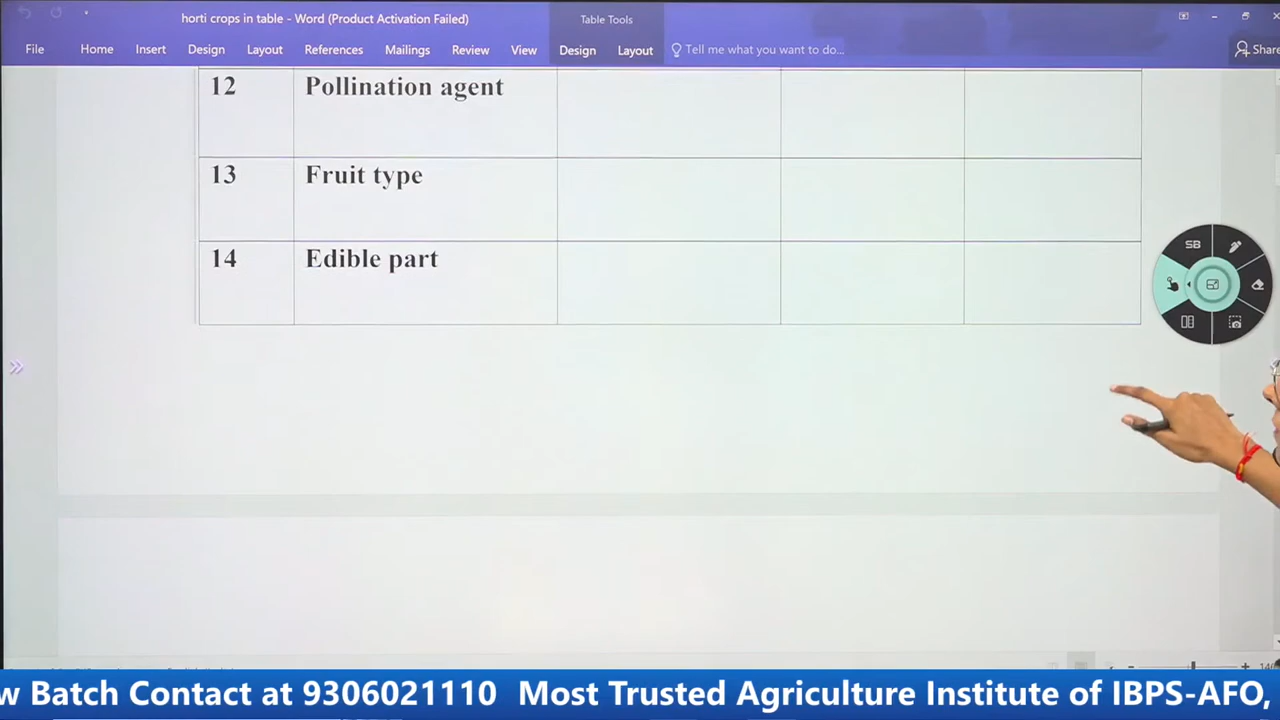 horti crops in table - Word (Product Activation Failed)
Table Tools
File Home Insert Design Layout References Mailings Review View Design Layout Tell me what you want to do... Share
12 Pollination agent
13 Fruit type
14 Edible part
SB
w Batch Contact at 9306021110 Most Trusted Agriculture Institute of IBPS-AFO,